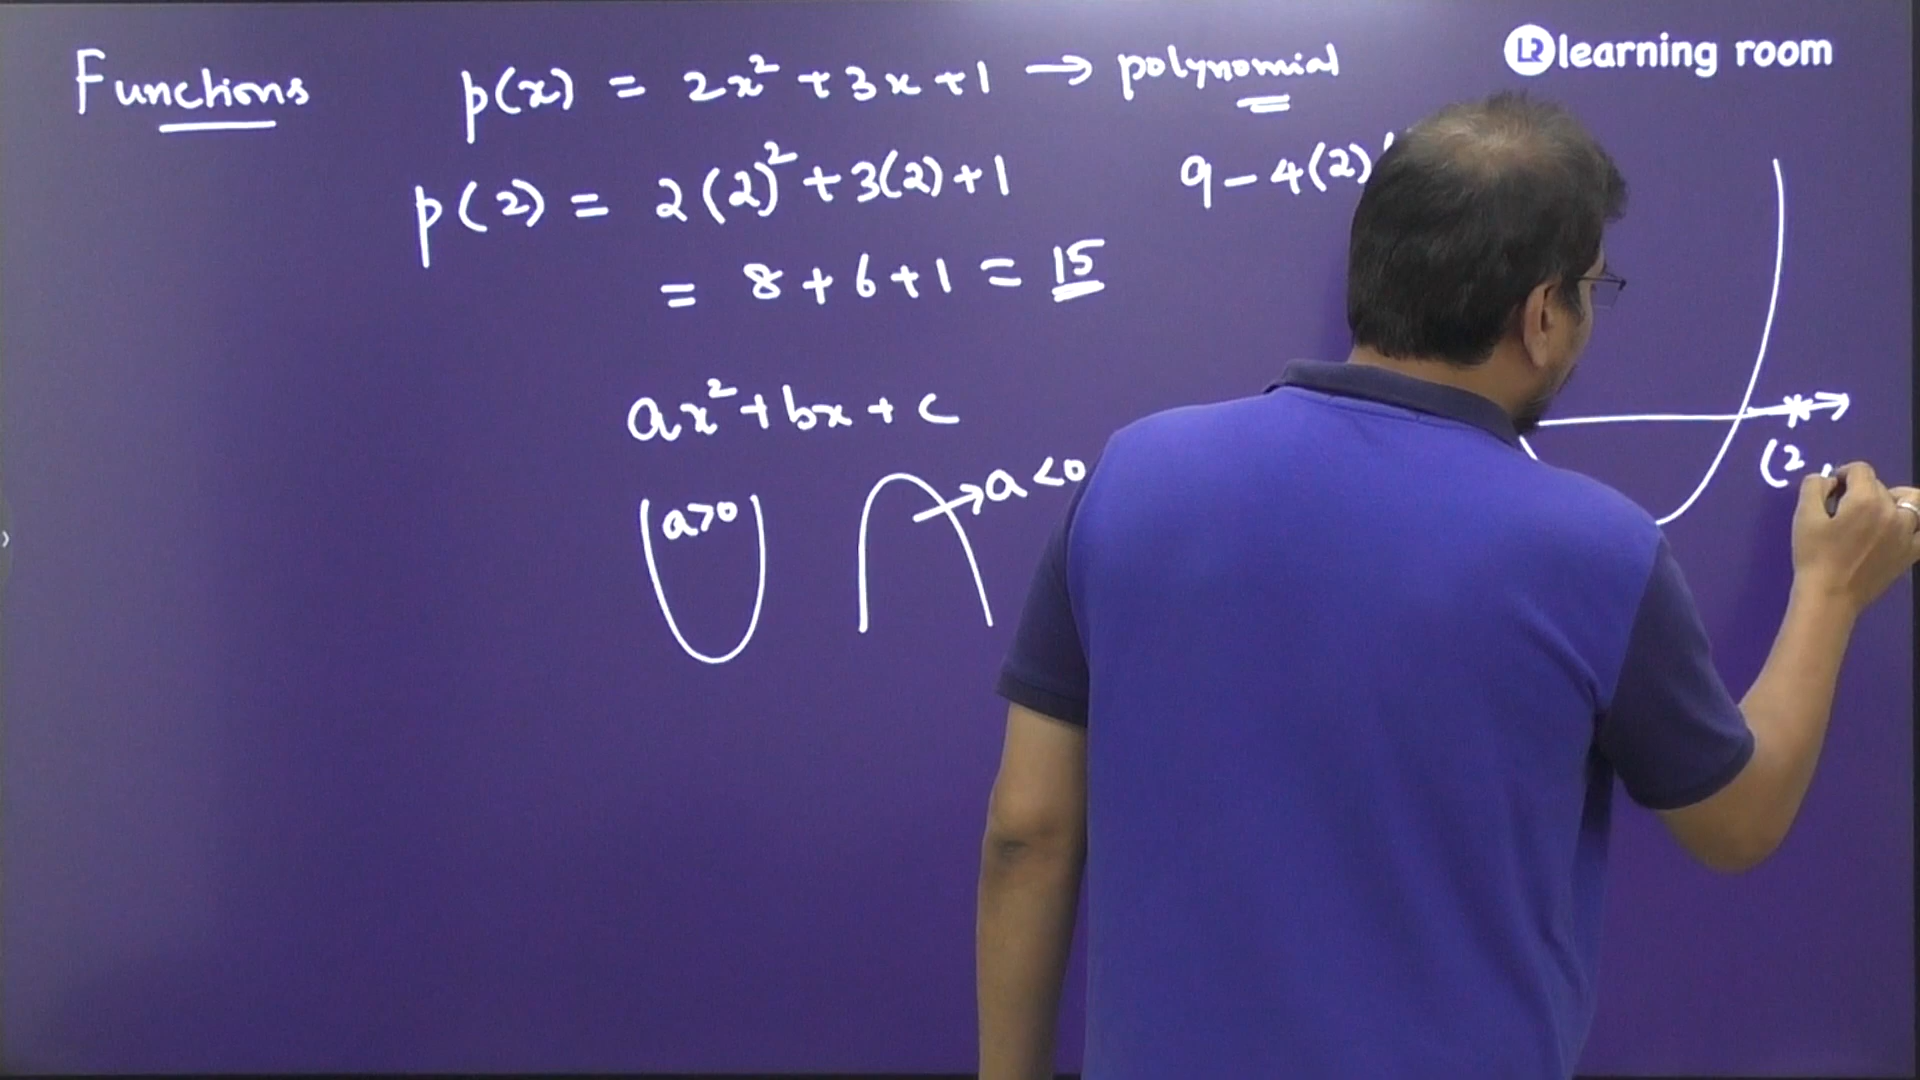 Functions
p(x) = 2x² + 3x + 1 → polynomial
learning room
p(2) = 2(2)² + 3(2) + 1
9 - 4(2)
= 8 + 6 + 1 = 15
ax² + bx + c
a>0
→ a<0
(2,